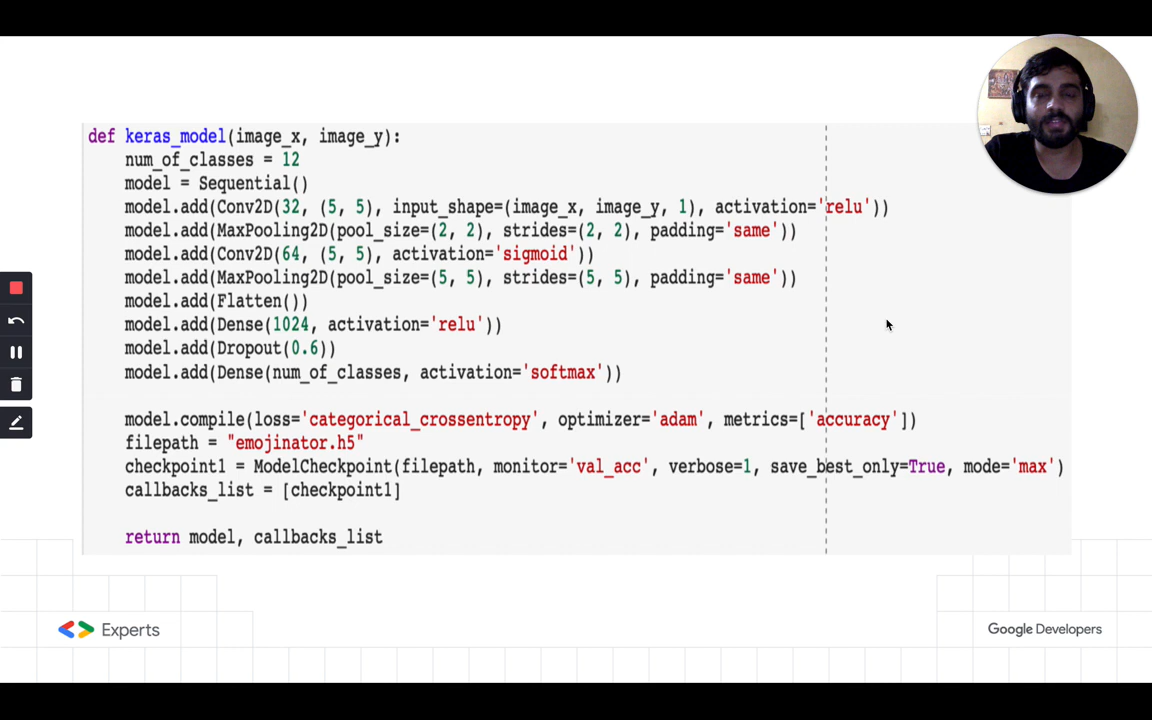 def keras_model(image_x, image_y):
    num_of_classes = 12
    model = Sequential()
    model.add(Conv2D(32, (5, 5), input_shape=(image_x, image_y, 1), activation='relu'))
    model.add(MaxPooling2D(pool_size=(2, 2), strides=(2, 2), padding='same'))
    model.add(Conv2D(64, (5, 5), activation='sigmoid'))
    model.add(MaxPooling2D(pool_size=(5, 5), strides=(5, 5), padding='same'))
    model.add(Flatten())
    model.add(Dense(1024, activation='relu'))
    model.add(Dropout(0.6))
    model.add(Dense(num_of_classes, activation='softmax'))
    model.compile(loss='categorical_crossentropy', optimizer='adam', metrics=['accuracy'])
    filepath = "emojinator.h5"
    checkpoint1 = ModelCheckpoint(filepath, monitor='val_acc', verbose=1, save_best_only=True, mode='max')
    callbacks_list = [checkpoint1]
    return model, callbacks_list
Experts
Google Developers